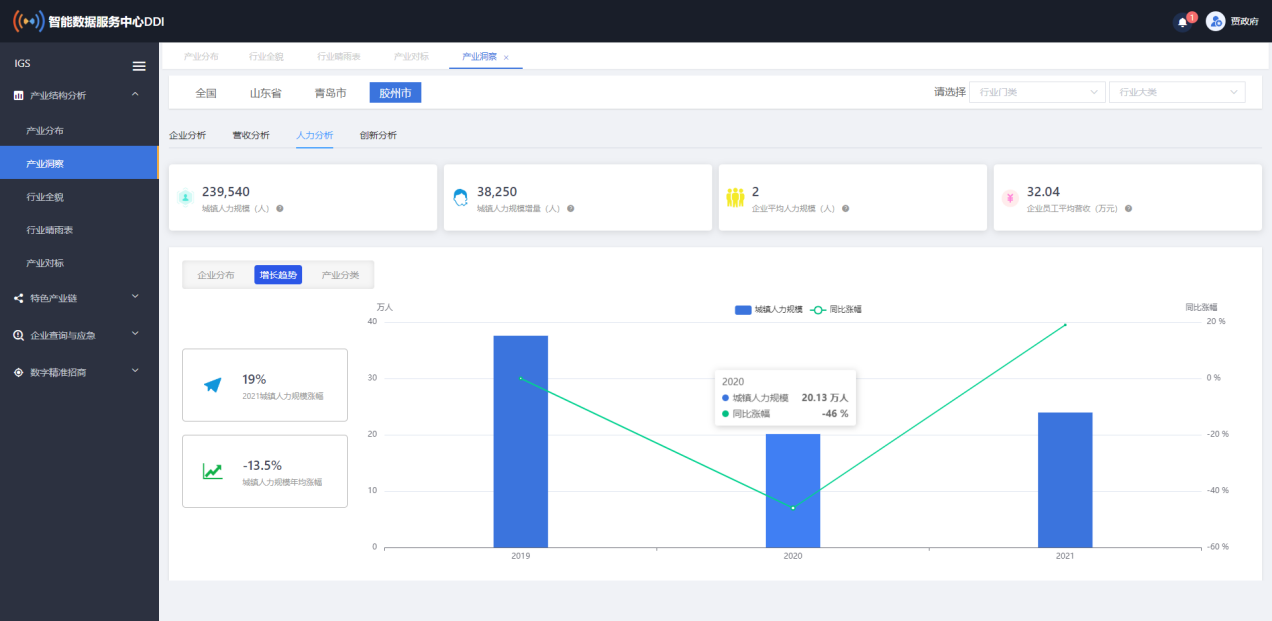 智能数据服务中心DDI
1
贾政府
IGS
产业结构分析
产业分布
产业洞察
行业全貌
行业晴雨表
产业对标
特色产业链
企业查询与应急
数字精准招商
产业分布 行业全貌 行业晴雨表 产业对标 产业洞察 ×
全国 山东省 青岛市 胶州市 请选择 行业门类 行业大类
企业分析 营收分析 人力分析 创新分析
239,540
城镇人力规模（人）
38,250
城镇人力规模增量（人）
2
企业平均人力规模（人）
32.04
企业员工平均营收（万元）
企业分布 增长趋势 产业分类
19%
2021城镇人力规模涨幅
-13.5%
城镇人力规模年均涨幅
万人 城镇人力规模 同比涨幅 同比涨幅
40 20 %
30 0 %
20 -20 %
10 -40 %
0 -60 %
2020
城镇人力规模 20.13 万人
同比涨幅 -46 %
2019 2020 2021